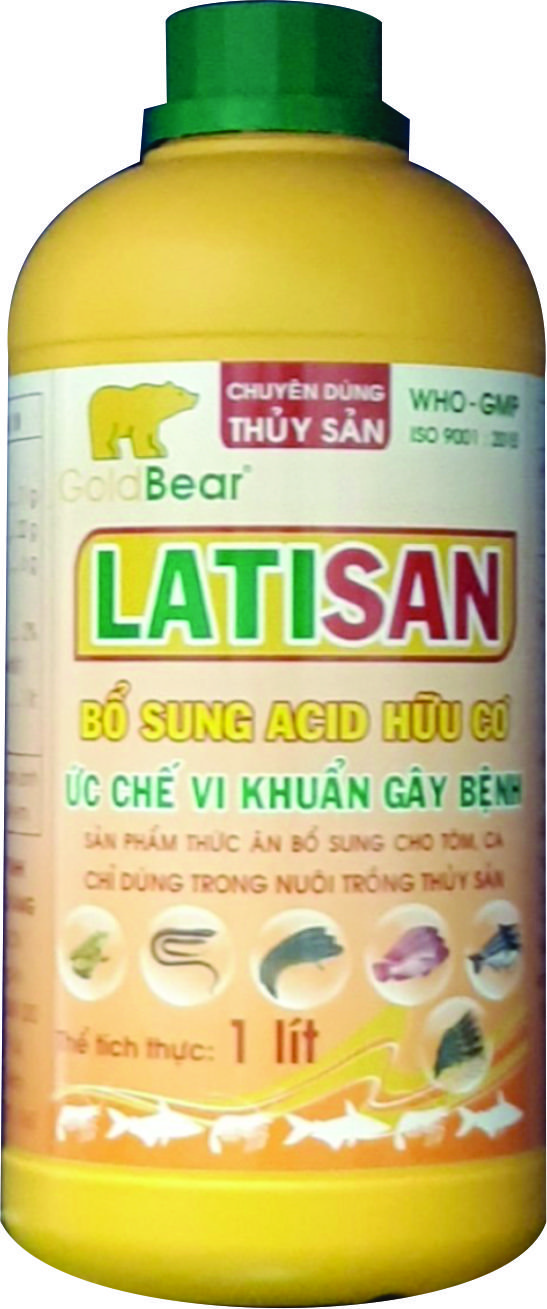 CHUYÊN DÙNG
THỦY SẢN
WHO - GMP
ISO 9001 : 2015
GoldBear®
LATISAN
BỔ SUNG ACID HỮU CƠ
ỨC CHẾ VI KHUẨN GÂY BỆNH
SẢN PHẨM THỨC ĂN BỔ SUNG CHO TÔM, CÁ
CHỈ DÙNG TRONG NUÔI TRỒNG THỦY SẢN
Thể tích thực: 1 lít